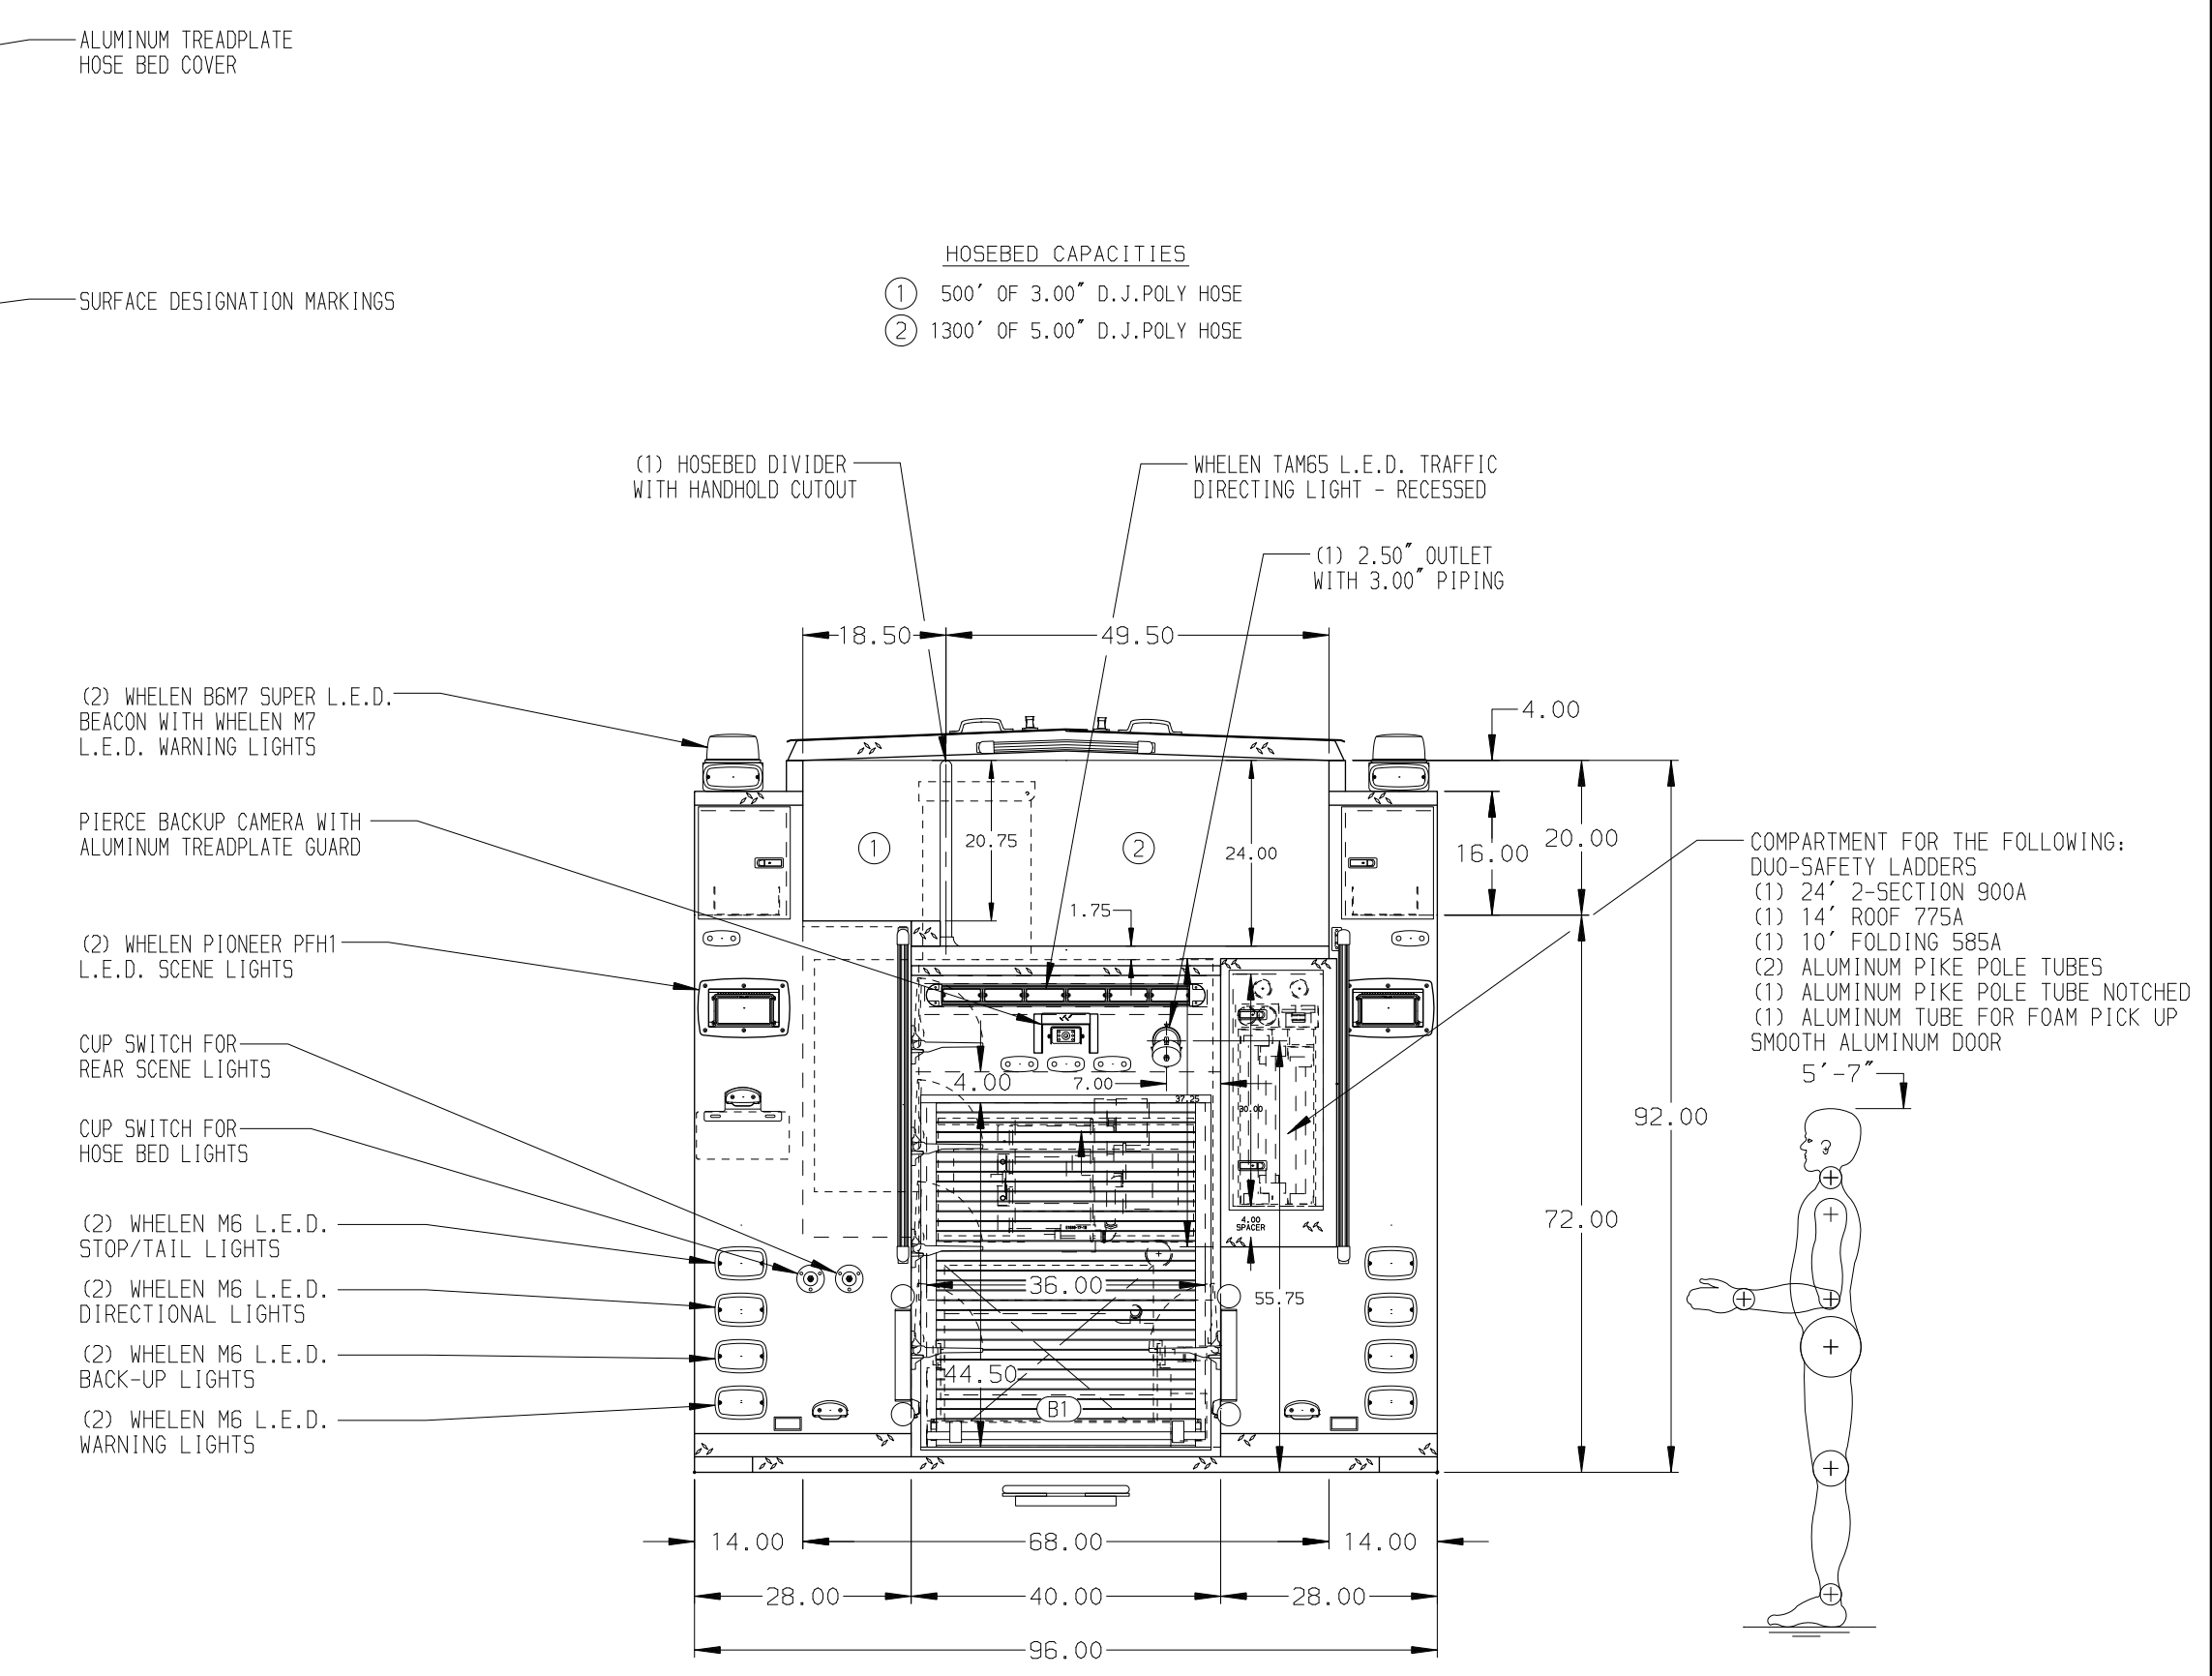 ALUMINUM TREADPLATE
HOSE BED COVER
SURFACE DESIGNATION MARKINGS
HOSEBED CAPACITIES
1 500' OF 3.00" D.J.POLY HOSE
2 1300' OF 5.00" D.J.POLY HOSE
(1) HOSEBED DIVIDER
WITH HANDHOLD CUTOUT
WHELEN TAM65 L.E.D. TRAFFIC
DIRECTING LIGHT - RECESSED
(1) 2.50" OUTLET
WITH 3.00" PIPING
18.50
49.50
(2) WHELEN B6M7 SUPER L.E.D.
BEACON WITH WHELEN M7
L.E.D. WARNING LIGHTS
4.00
PIERCE BACKUP CAMERA WITH
ALUMINUM TREADPLATE GUARD
1
20.75
2
24.00
16.00
20.00
COMPARTMENT FOR THE FOLLOWING:
DUO-SAFETY LADDERS
(1) 24' 2-SECTION 900A
(1) 14' ROOF 775A
(1) 10' FOLDING 585A
(2) ALUMINUM PIKE POLE TUBES
(1) ALUMINUM PIKE POLE TUBE NOTCHED
(1) ALUMINUM TUBE FOR FOAM PICK UP
SMOOTH ALUMINUM DOOR
1.75
(2) WHELEN PIONEER PFH1
L.E.D. SCENE LIGHTS
CUP SWITCH FOR
REAR SCENE LIGHTS
4.00
7.00
37.25
30.00
5'-7"
92.00
CUP SWITCH FOR
HOSE BED LIGHTS
(2) WHELEN M6 L.E.D.
STOP/TAIL LIGHTS
4.00
SPACER
72.00
(2) WHELEN M6 L.E.D.
DIRECTIONAL LIGHTS
36.00
55.75
(2) WHELEN M6 L.E.D.
BACK-UP LIGHTS
44.50
B1
(2) WHELEN M6 L.E.D.
WARNING LIGHTS
14.00
68.00
14.00
28.00
40.00
28.00
96.00